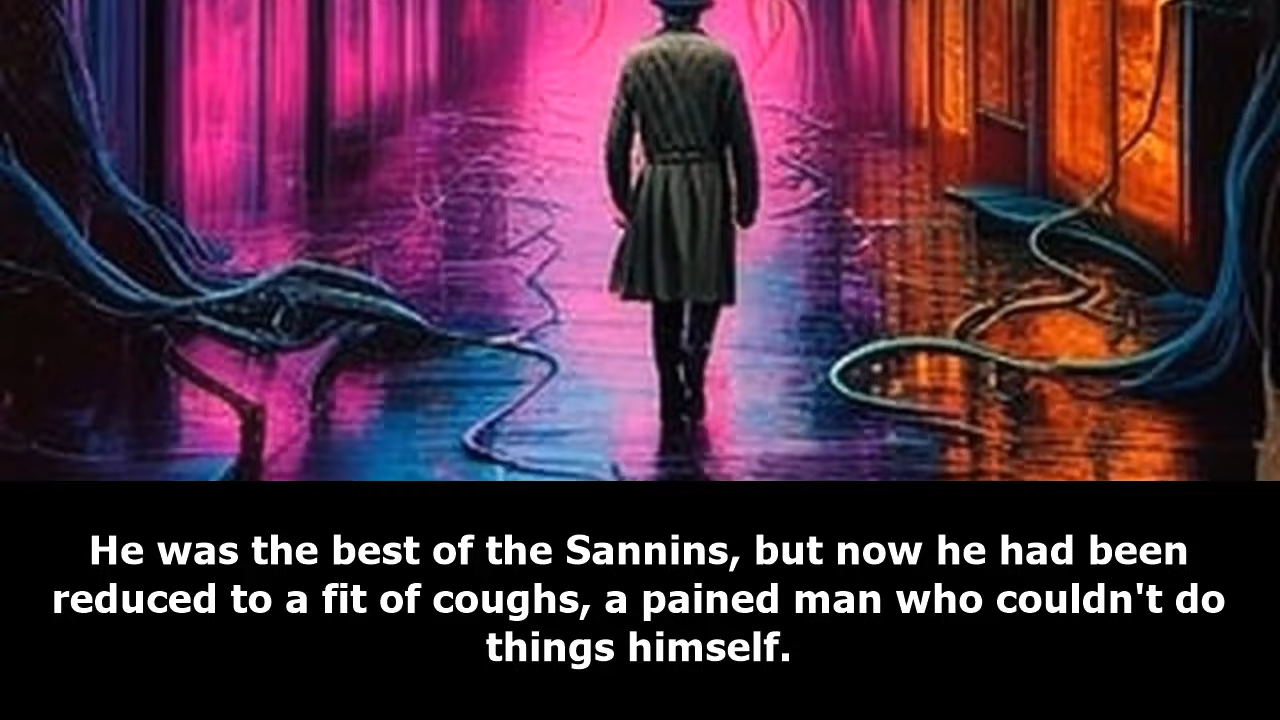 He was the best of the Sannins, but now he had been
reduced to a fit of coughs, a pained man who couldn't do
things himself.